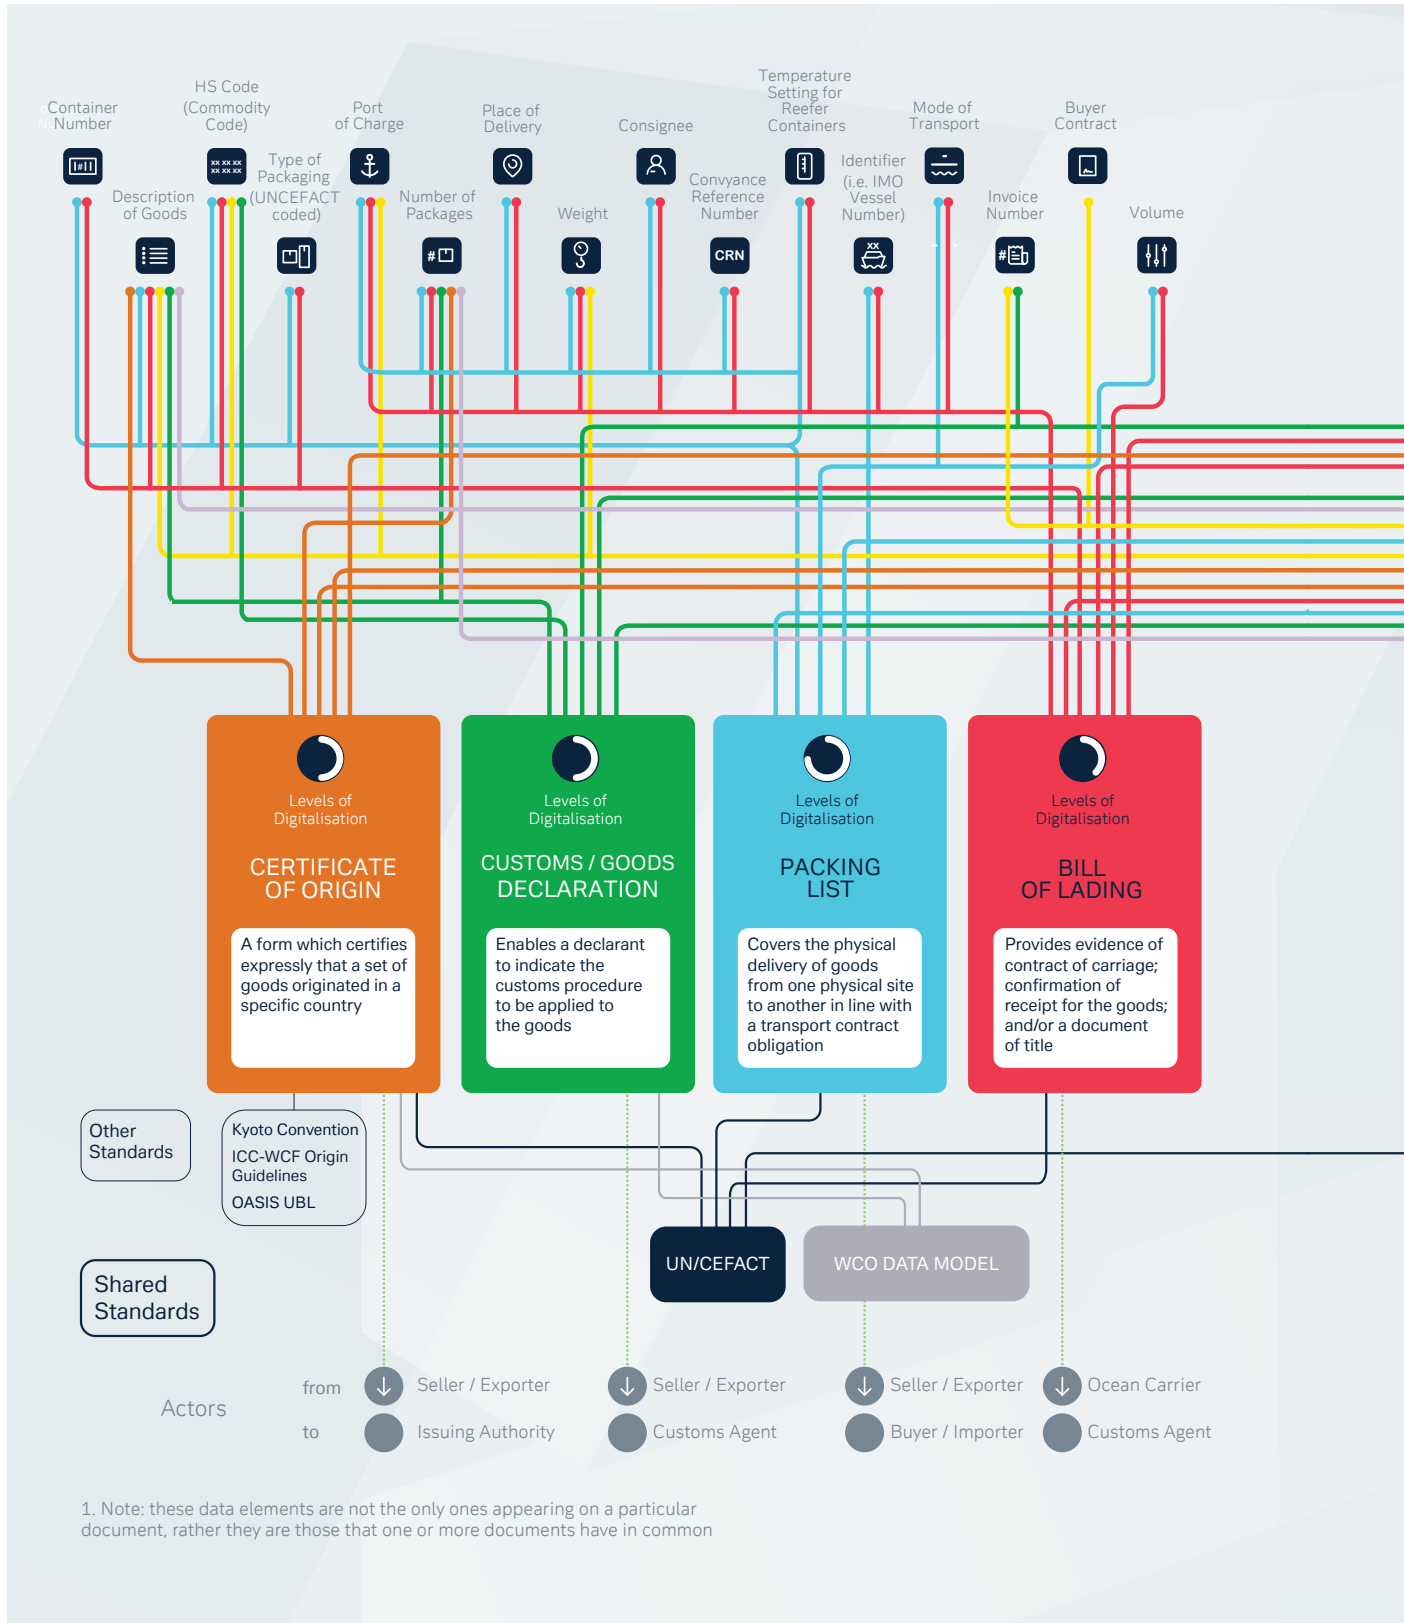 Container
Number
HS Code
(Commodity
Code)
Port
of Charge
Place of
Delivery
Consignee
Temperature
Setting for
Reefer
Containers
Mode of
Transport
Buyer
Contract
Description
of Goods
Type of
Packaging
(UNCEFACT
coded)
Number of
Packages
Weight
Convyance
Reference
Number
Identifier
(i.e. IMO
Vessel
Number)
Invoice
Number
Volume
xx xx xx
xx xx xx
#
CRN
xx
#
Levels of
Digitalisation
CERTIFICATE
OF ORIGIN
A form which certifies
expressly that a set of
goods originated in a
specific country
Levels of
Digitalisation
CUSTOMS / GOODS
DECLARATION
Enables a declarant
to indicate the
customs procedure
to be applied to
the goods
Levels of
Digitalisation
PACKING
LIST
Covers the physical
delivery of goods
from one physical site
to another in line with
a transport contract
obligation
Levels of
Digitalisation
BILL
OF LADING
Provides evidence of
contract of carriage;
confirmation of
receipt for the goods;
and/or a document
of title
Other
Standards
Kyoto Convention
ICC-WCF Origin
Guidelines
OASIS UBL
Shared
Standards
UN/CEFACT
WCO DATA MODEL
Actors
from
Seller / Exporter
Seller / Exporter
Seller / Exporter
Ocean Carrier
to
Issuing Authority
Customs Agent
Buyer / Importer
Customs Agent
1. Note: these data elements are not the only ones appearing on a particular
document, rather they are those that one or more documents have in common